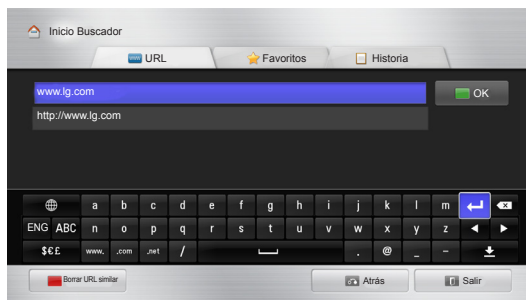 Inicio Buscador
URL
Favoritos
Historia
www.lg.com
OK
http://www.lg.com
a b c d e f g h i j k l m
ENG ABC n o p q r s t u v w x y z
$€£ www. .com .net / . @ _ -
Borrar URL similar
Atrás
Salir